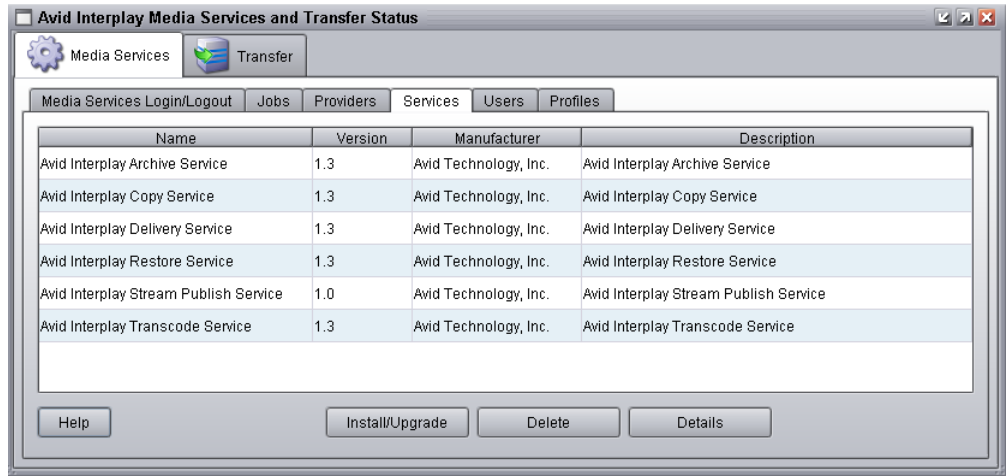 Avid Interplay Media Services and Transfer Status
Media Services Transfer
Media Services Login/Logout Jobs Providers Services Users Profiles
Name Version Manufacturer Description
Avid Interplay Archive Service 1.3 Avid Technology, Inc. Avid Interplay Archive Service
Avid Interplay Copy Service 1.3 Avid Technology, Inc. Avid Interplay Copy Service
Avid Interplay Delivery Service 1.3 Avid Technology, Inc. Avid Interplay Delivery Service
Avid Interplay Restore Service 1.3 Avid Technology, Inc. Avid Interplay Restore Service
Avid Interplay Stream Publish Service 1.0 Avid Technology, Inc. Avid Interplay Stream Publish Service
Avid Interplay Transcode Service 1.3 Avid Technology, Inc. Avid Interplay Transcode Service
Help Install/Upgrade Delete Details